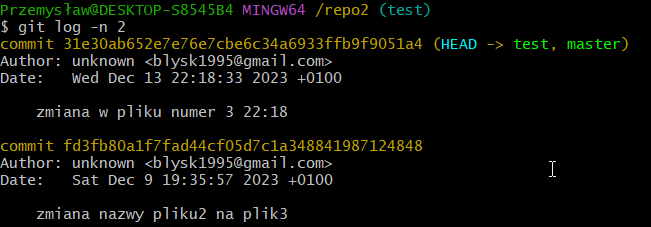 Przemysław@DESKTOP-S8545B4 MINGW64 /repo2 (test)
$ git log -n 2
commit 31e30ab652e7e76e7cbe6c34a6933ffb9f9051a4 (HEAD -> test, master)
Author: unknown <blysk1995@gmail.com>
Date:   Wed Dec 13 22:18:33 2023 +0100

    zmiana w pliku numer 3 22:18

commit fd3fb80a1f7fad44cf05d7c1a348841987124848
Author: unknown <blysk1995@gmail.com>
Date:   Sat Dec 9 19:35:57 2023 +0100

    zmiana nazwy pliku2 na plik3